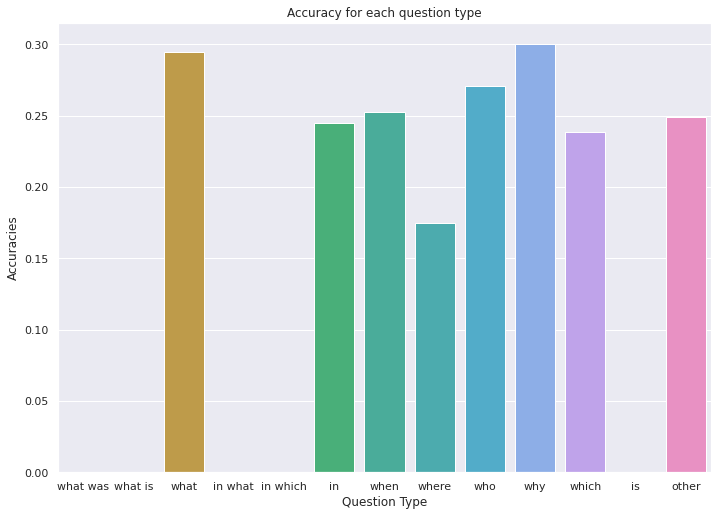 Accuracy for each question type
Accuracies
0.30
0.25
0.20
0.15
0.10
0.05
0.00
what was what is what in what in which in when where who why which is other
Question Type